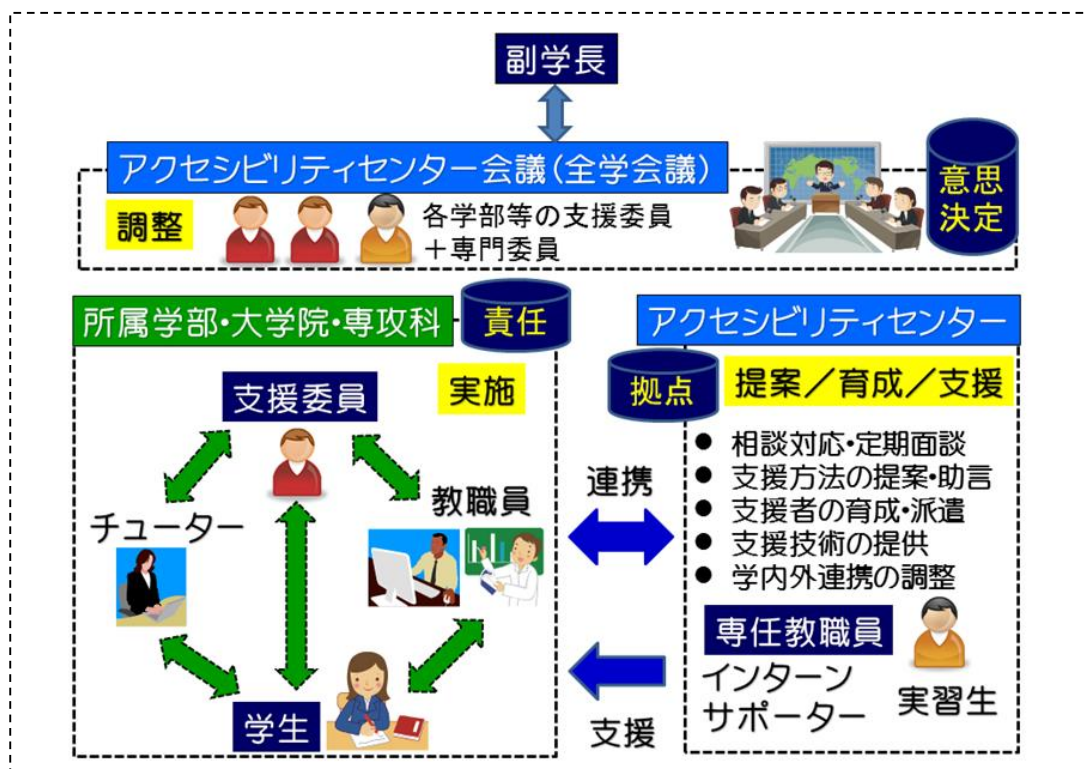 副学長
アクセシビリティセンター会議(全学会議)
調整
各学部等の支援委員
+専門委員
意思
決定
所属学部・大学院・専攻科
責任
実施
支援委員
チューター
教職員
学生
連携
支援
アクセシビリティセンター
拠点
提案/育成/支援
● 相談対応・定期面談
● 支援方法の提案・助言
● 支援者の育成・派遣
● 支援技術の提供
● 学内外連携の調整
専任教職員
インターン
サポーター
実習生